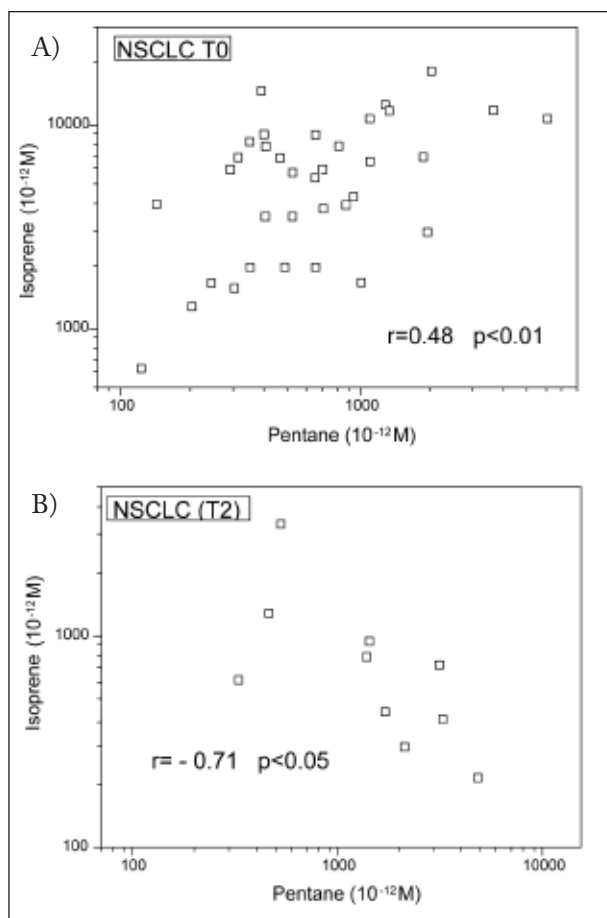 A)
NSCLC T0
10000
1000
Isoprene (10⁻¹²M)
r=0.48 p<0.01
100 1000
Pentane (10⁻¹²M)
B)
NSCLC (T2)
1000
100
Isoprene (10⁻¹²M)
r= - 0.71 p<0.05
100 1000 10000
Pentane (10⁻¹²M)